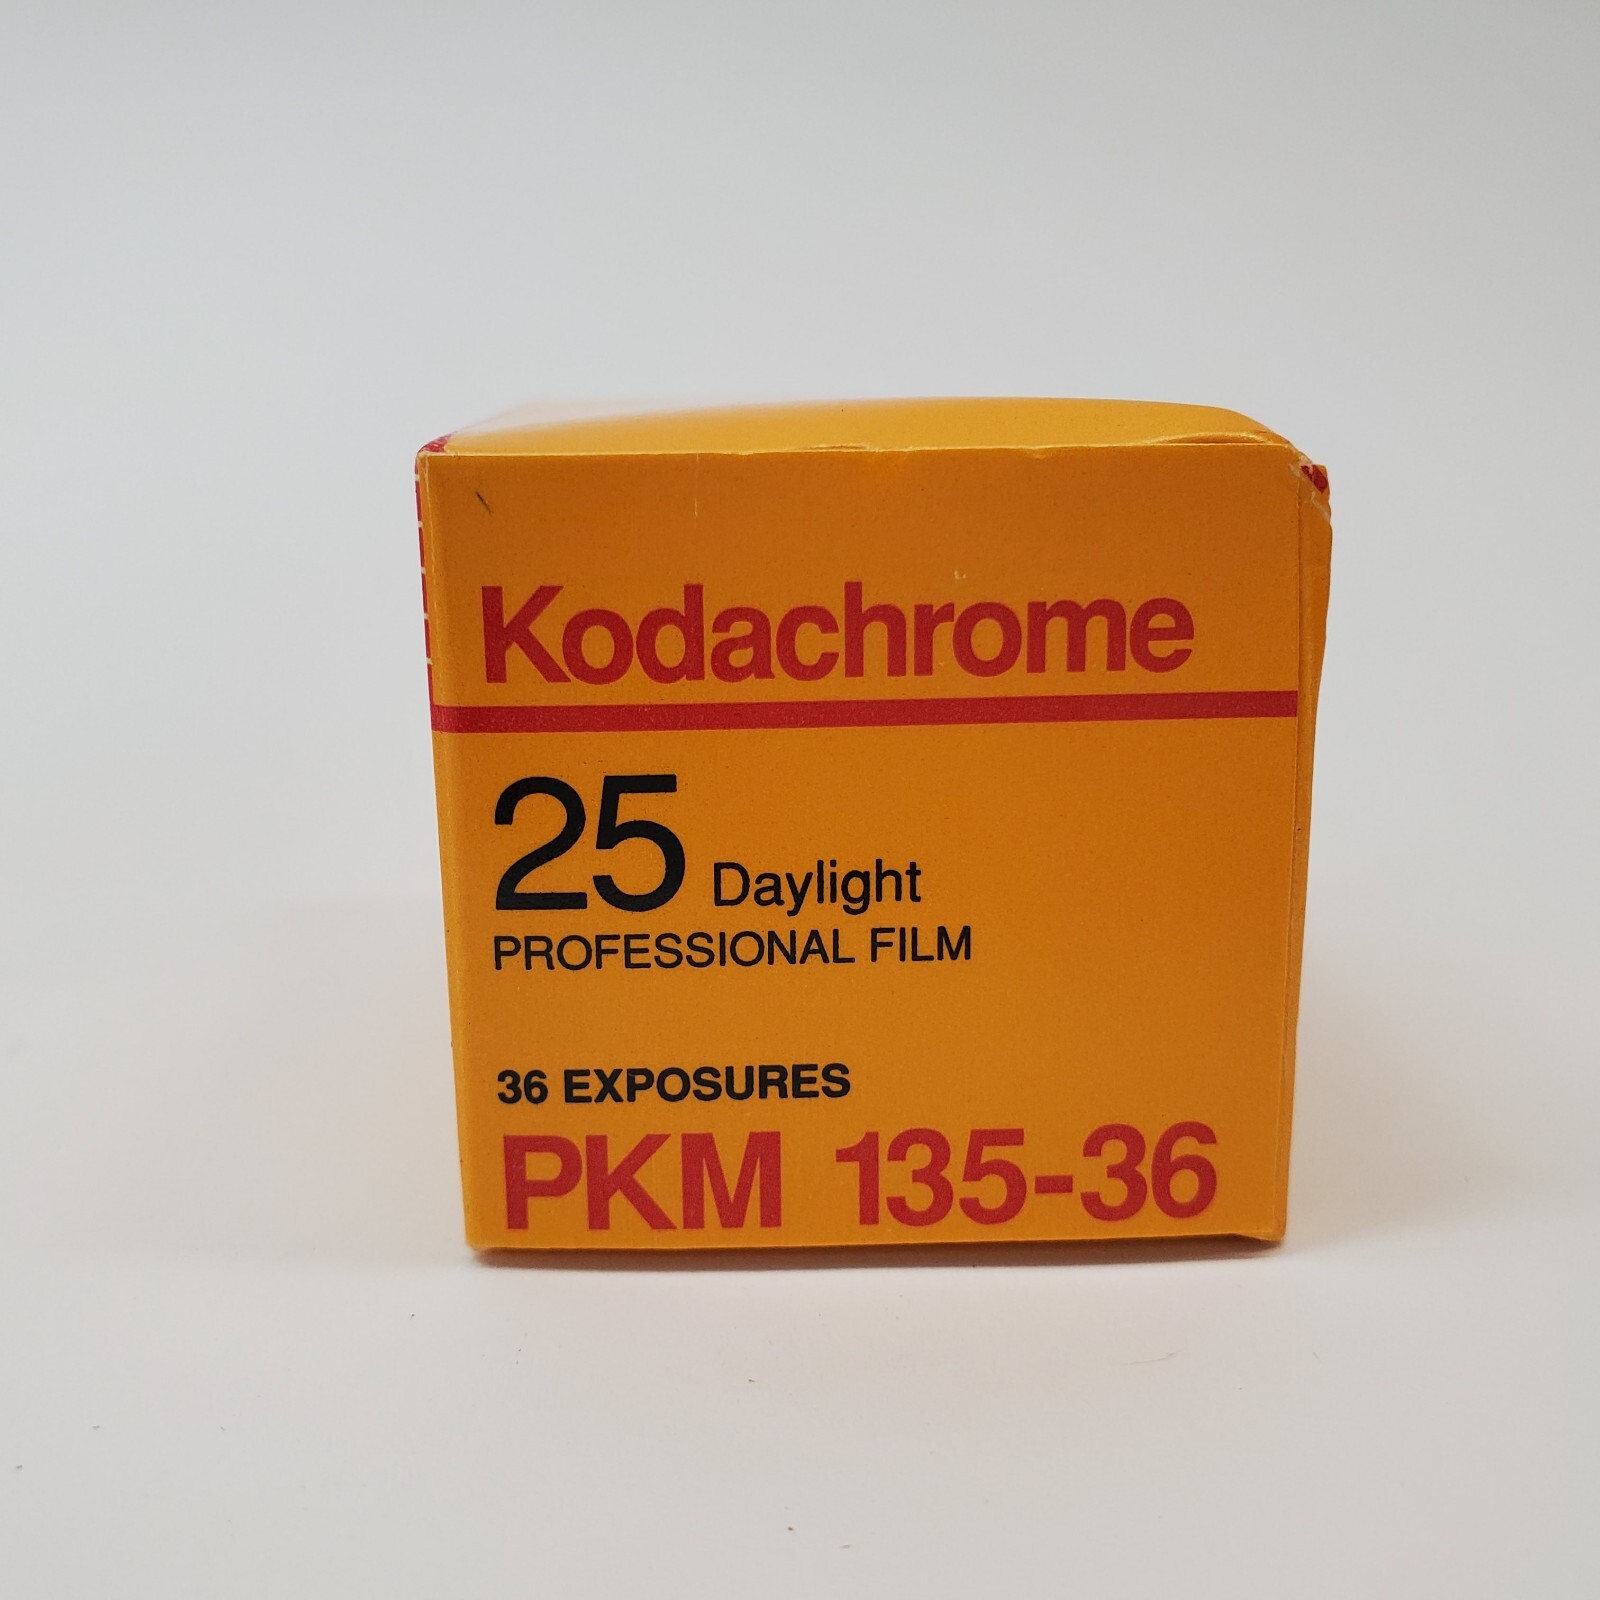 Kodachrome
25 Daylight
PROFESSIONAL FILM
36 EXPOSURES
PKM 135-36